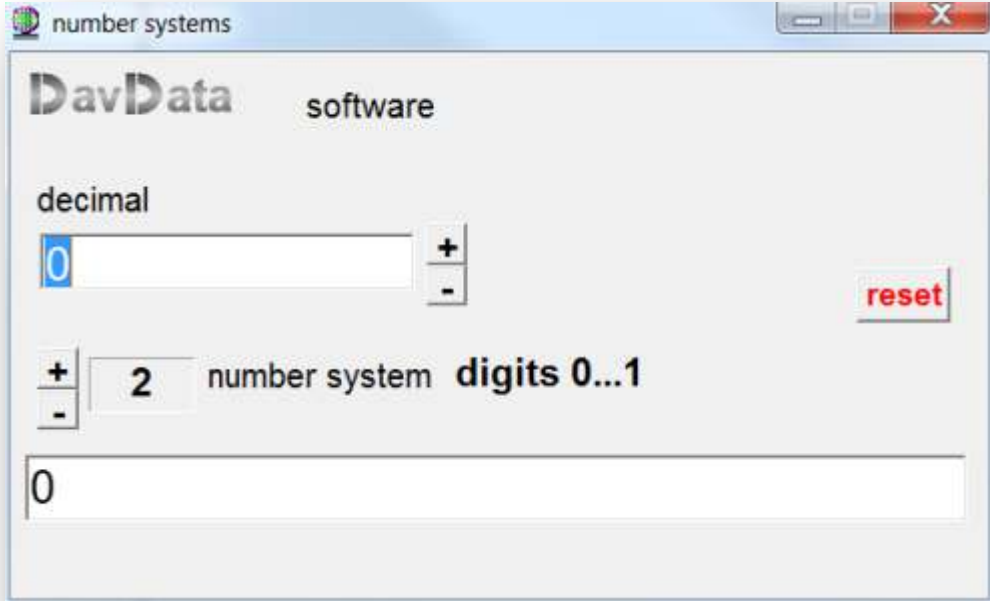 number systems
DavData software
decimal
0
+
-
reset
+
-
2 number system digits 0...1
0